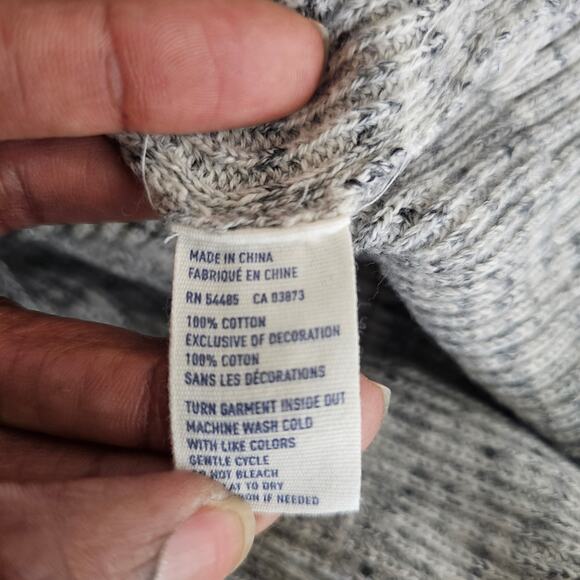 MADE IN CHINA
FABRIQUÉ EN CHINE
RN 54485 CA 03873
100% COTTON
EXCLUSIVE OF DECORATION
100% COTON
SANS LES DÉCORATIONS
TURN GARMENT INSIDE OUT
MACHINE WASH COLD
WITH LIKE COLORS
GENTLE CYCLE
NOT BLEACH
TO DRY
IF NEEDED